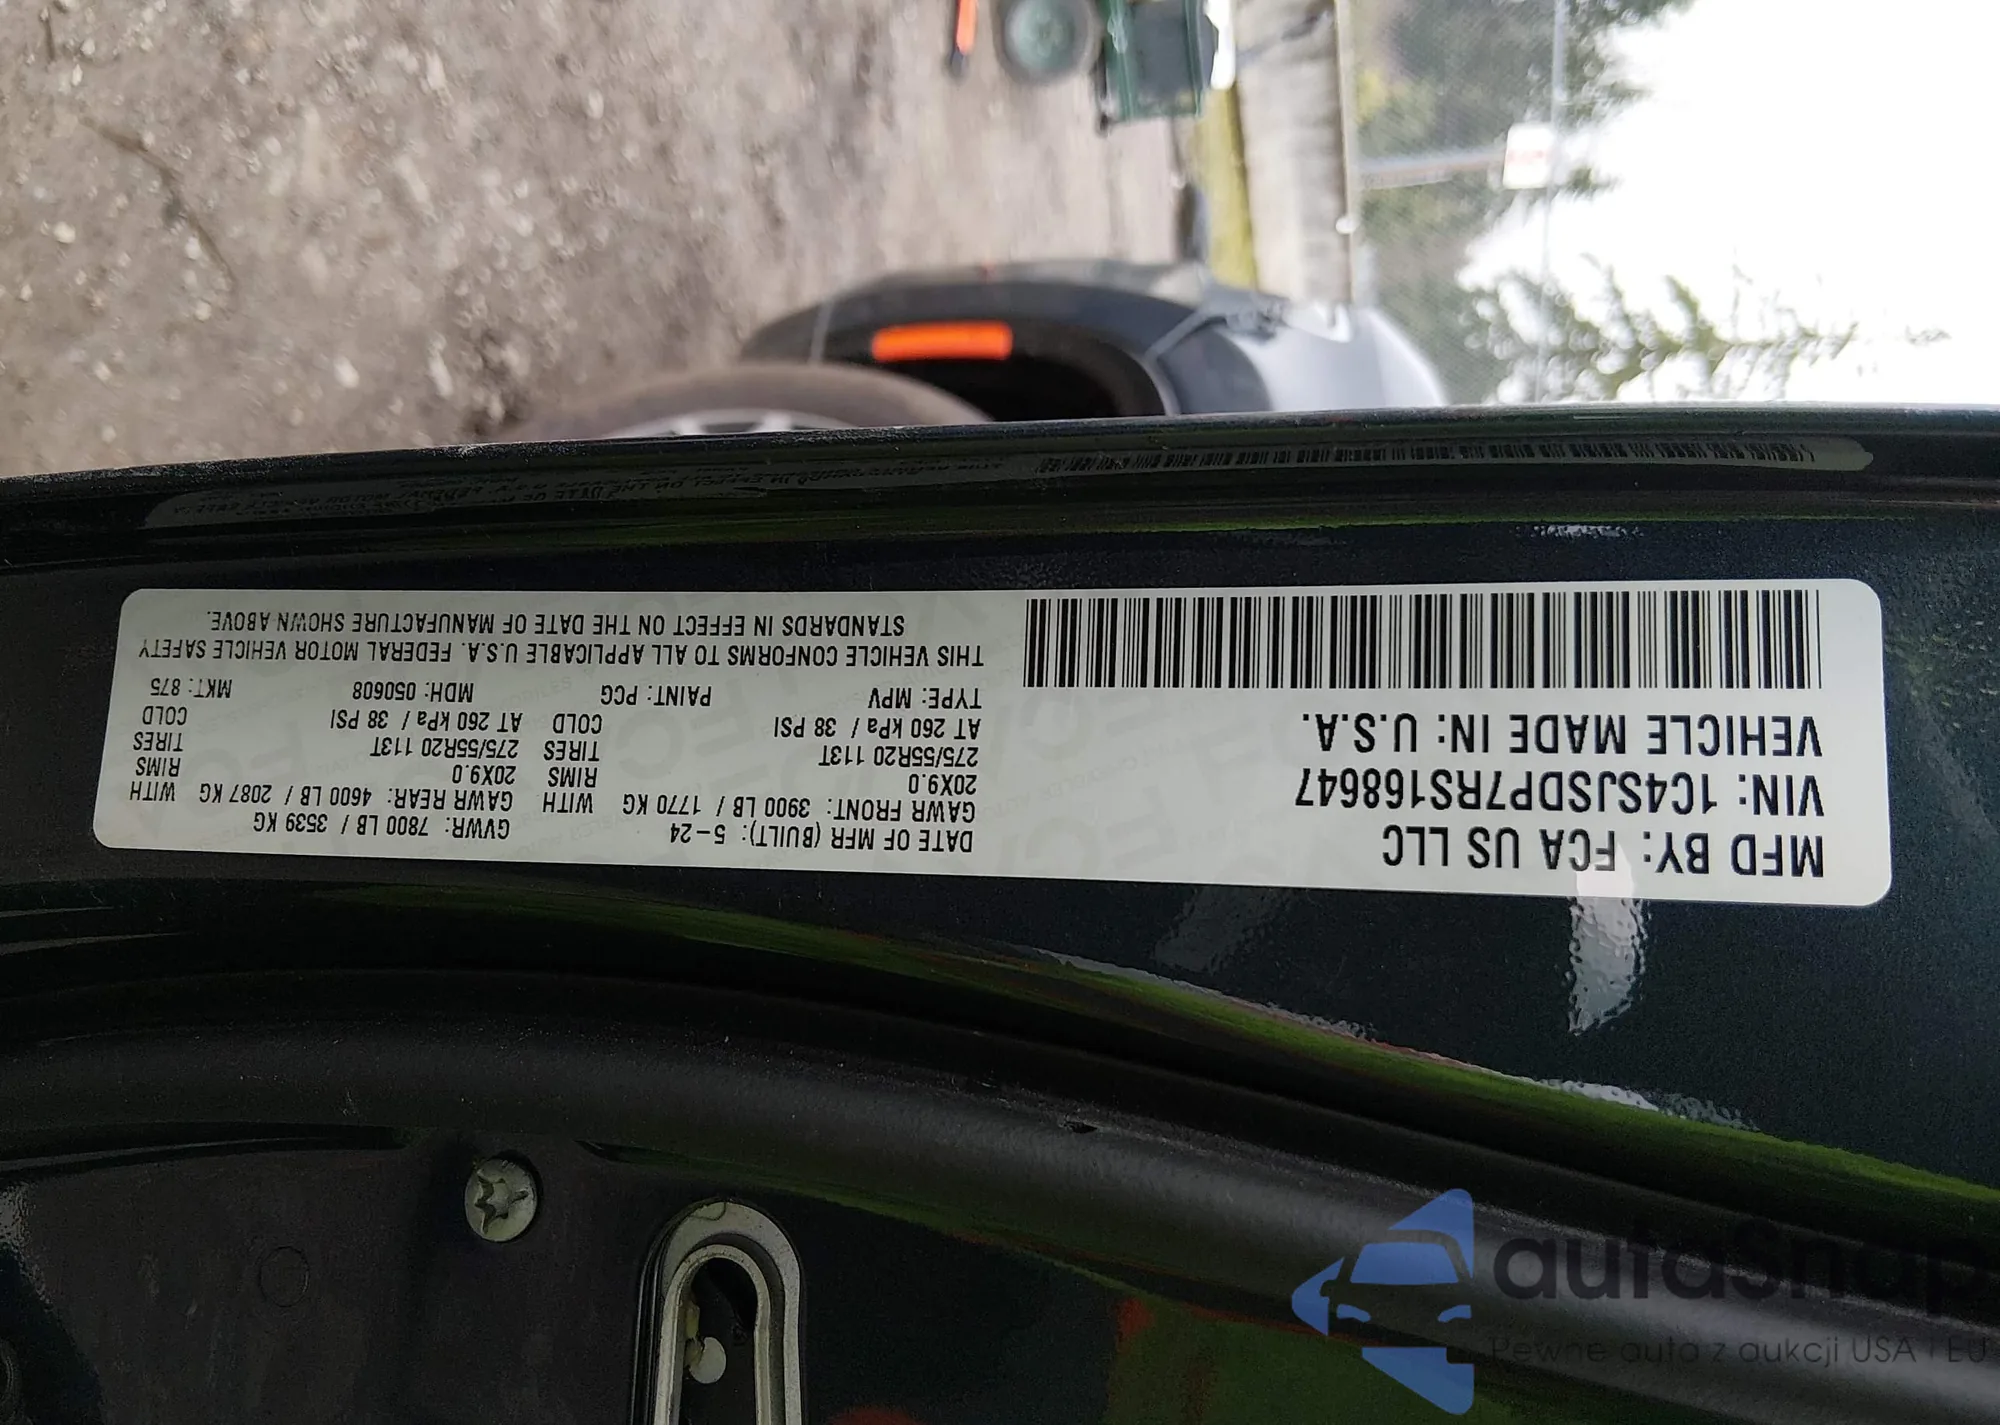 MFD BY: FCA US LLC
VIN: 1C4SJSDP7RS168647
VEHICLE MADE IN: U.S.A.
DATE OF MFR (BUILT): 5-24 GVWR: 7800 LB / 3539 KG
GAWR FRONT: 3900 LB / 1770 KG WITH GAWR REAR: 4600 LB / 2087 KG WITH
20X9.0 RIMS 20X9.0 RIMS
275/55R20 113T TIRES 275/55R20 113T TIRES
AT 260 kPa / 38 PSI COLD AT 260 kPa / 38 PSI COLD
TYPE: MPV PAINT: PCG MDH: 050608 MKT: 875
THIS VEHICLE CONFORMS TO ALL APPLICABLE U.S.A. FEDERAL MOTOR VEHICLE SAFETY
STANDARDS IN EFFECT ON THE DATE OF MANUFACTURE SHOWN ABOVE.
autaSnap
Pewne auta z aukcji USA i EU